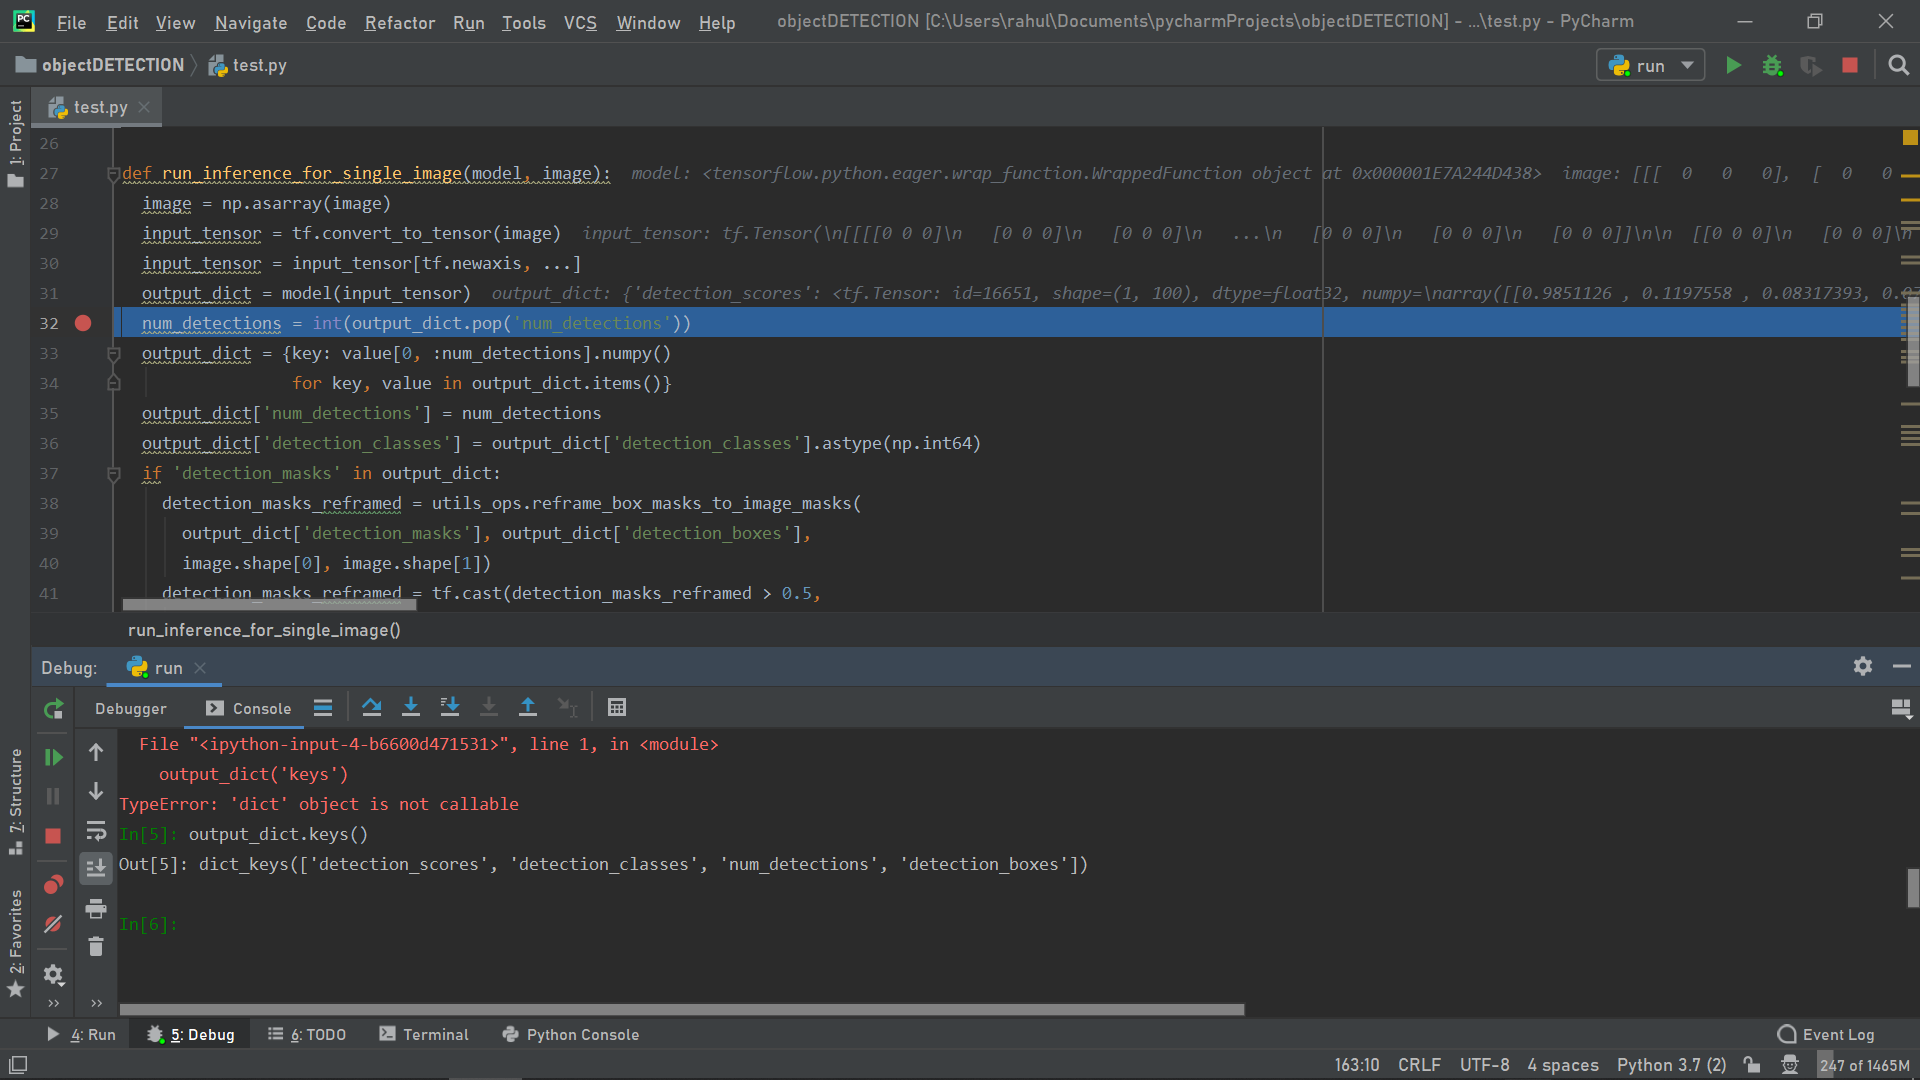 PC File Edit View Navigate Code Refactor Run Tools VCS Window Help objectDETECTION [C:\Users\rahul\Documents\pycharmProjects\objectDETECTION] - ...\test.py - PyCharm
objectDETECTION test.py run
1: Project
test.py
26
27 def run_inference_for_single_image(model, image): model: <tensorflow.python.eager.wrap_function.WrappedFunction object at 0x000001E7A244D438> image: [[[ 0 0 0], [ 0 0
28 image = np.asarray(image)
29 input_tensor = tf.convert_to_tensor(image) input_tensor: tf.Tensor(\n[[[[0 0 0]\n [0 0 0]\n [0 0 0]\n ...\n [0 0 0]\n [0 0 0]\n [0 0 0]]\n\n [[0 0 0]\n [0 0 0]\n
30 input_tensor = input_tensor[tf.newaxis, ...]
31 output_dict = model(input_tensor) output_dict: {'detection_scores': <tf.Tensor: id=16651, shape=(1, 100), dtype=float32, numpy=\narray([[0.9851126 , 0.1197558 , 0.08317393, 0.07
32 num_detections = int(output_dict.pop('num_detections'))
33 output_dict = {key: value[0, :num_detections].numpy()
34 for key, value in output_dict.items()}
35 output_dict['num_detections'] = num_detections
36 output_dict['detection_classes'] = output_dict['detection_classes'].astype(np.int64)
37 if 'detection_masks' in output_dict:
38 detection_masks_reframed = utils_ops.reframe_box_masks_to_image_masks(
39 output_dict['detection_masks'], output_dict['detection_boxes'],
40 image.shape[0], image.shape[1])
41 detection_masks_reframed = tf.cast(detection_masks_reframed > 0.5,
run_inference_for_single_image()
Debug: run
Debugger Console
7: Structure
2: Favorites
File "<ipython-input-4-b6600d471531>", line 1, in <module>
output_dict('keys')
TypeError: 'dict' object is not callable
In[5]: output_dict.keys()
Out[5]: dict_keys(['detection_scores', 'detection_classes', 'num_detections', 'detection_boxes'])
In[6]:
4: Run 5: Debug 6: TODO Terminal Python Console Event Log
163:10 CRLF UTF-8 4 spaces Python 3.7 (2) 247 of 1465M